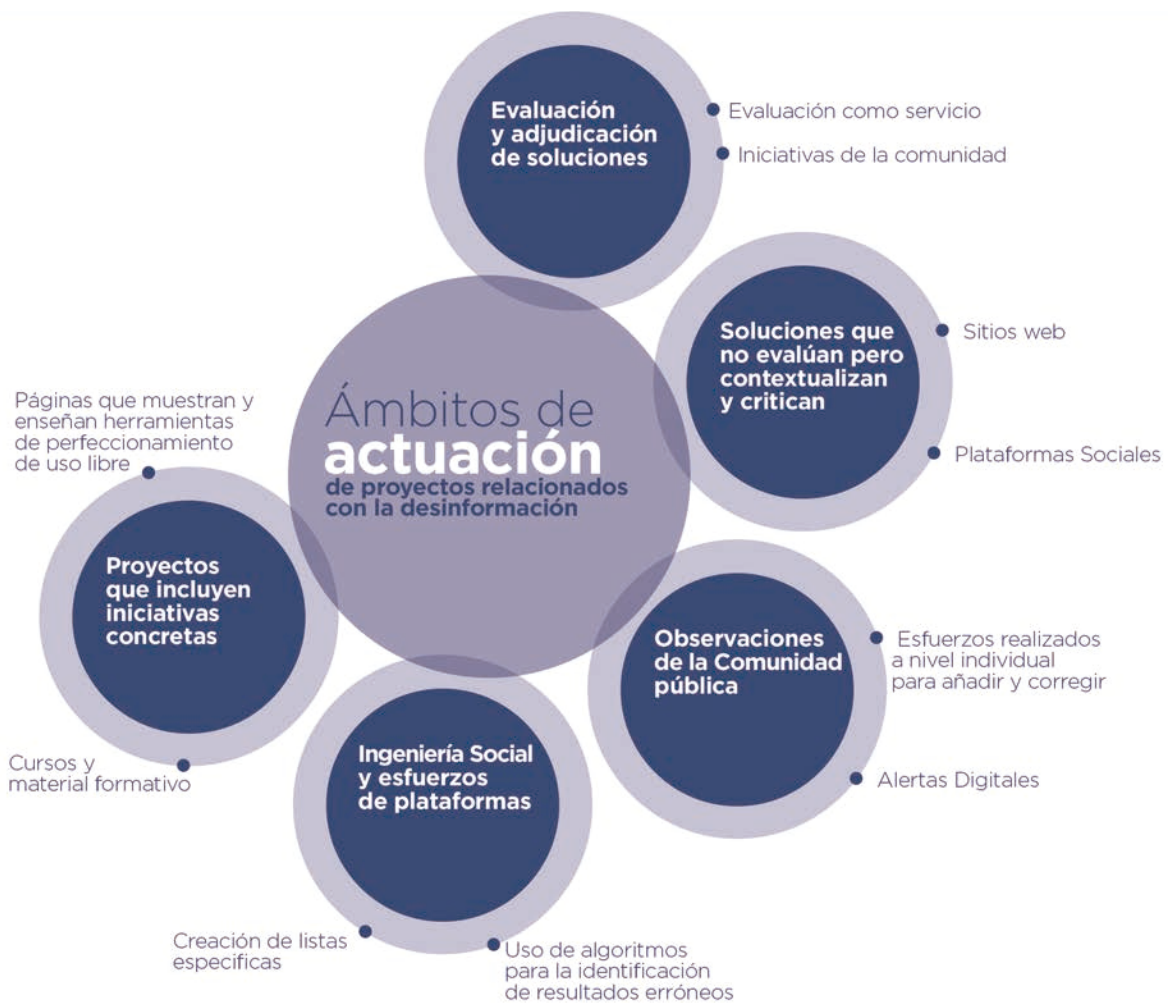 Evaluación
y adjudicación
de soluciones
Evaluación como servicio
Iniciativas de la comunidad
Soluciones que
no evalúan pero
contextualizan
y critican
Sitios web
Plataformas Sociales
Ámbitos de
actuación
de proyectos relacionados
con la desinformación
Páginas que muestran y
enseñan herramientas
de perfeccionamiento
de uso libre
Proyectos
que incluyen
iniciativas
concretas
Cursos y
material formativo
Observaciones
de la Comunidad
pública
Esfuerzos realizados
a nivel individual
para añadir y corregir
Alertas Digitales
Ingeniería Social
y esfuerzos
de plataformas
Creación de listas
especificas
Uso de algoritmos
para la identificación
de resultados erróneos